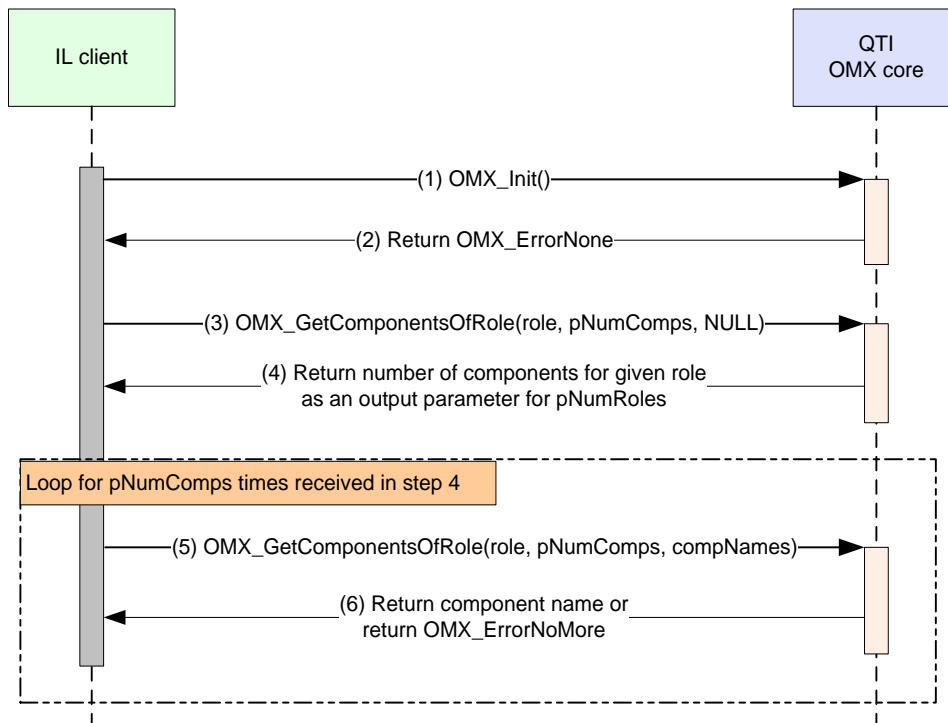 IL client
QTI
OMX core
(1) OMX_Init()
(2) Return OMX_ErrorNone
(3) OMX_GetComponentsOfRole(role, pNumComps, NULL)
(4) Return number of components for given role
as an output parameter for pNumRoles
Loop for pNumComps times received in step 4
(5) OMX_GetComponentsOfRole(role, pNumComps, compNames)
(6) Return component name or
return OMX_ErrorNoMore